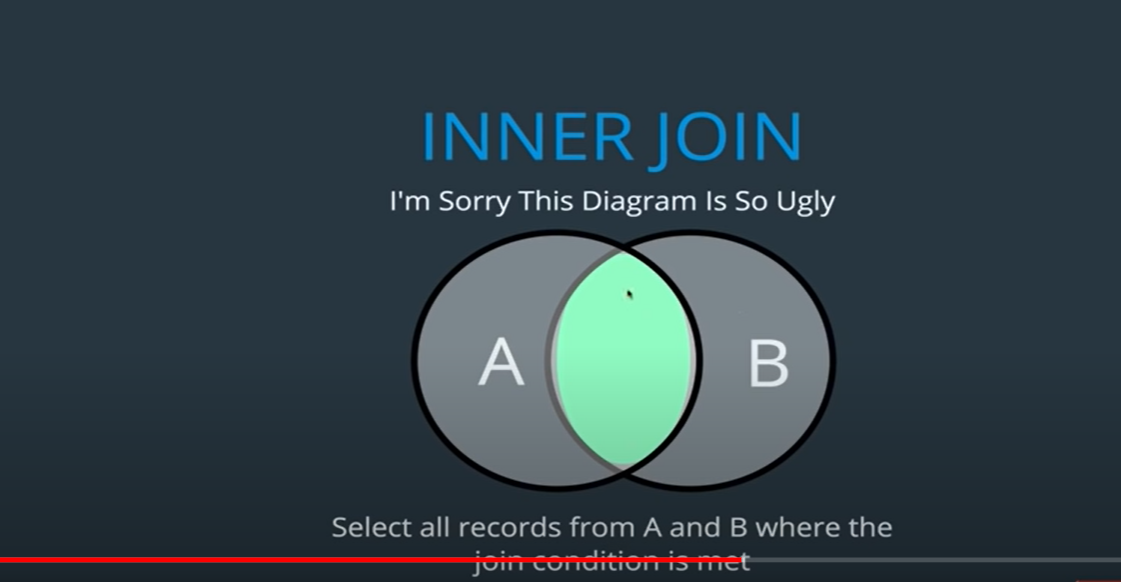 INNER JOIN
I'm Sorry This Diagram Is So Ugly
A B
Select all records from A and B where the
join condition is met